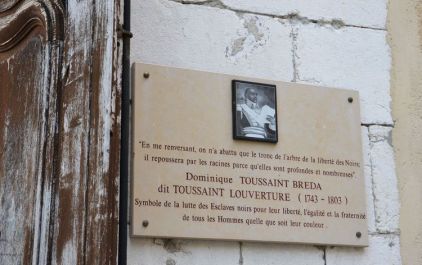 "En me renversant, on n'a abattu que le tronc de l'arbre de la liberté des Noirs,
il repoussera par les racines parce qu'elles sont profondes et nombreuses".
Dominique TOUSSAINT BREDA
dit TOUSSAINT LOUVERTURE ( 1743 - 1803 )
Symbole de la lutte des Esclaves noirs pour leur liberté, l'égalité et la fraternité
de tous les Hommes quelle que soit leur couleur .